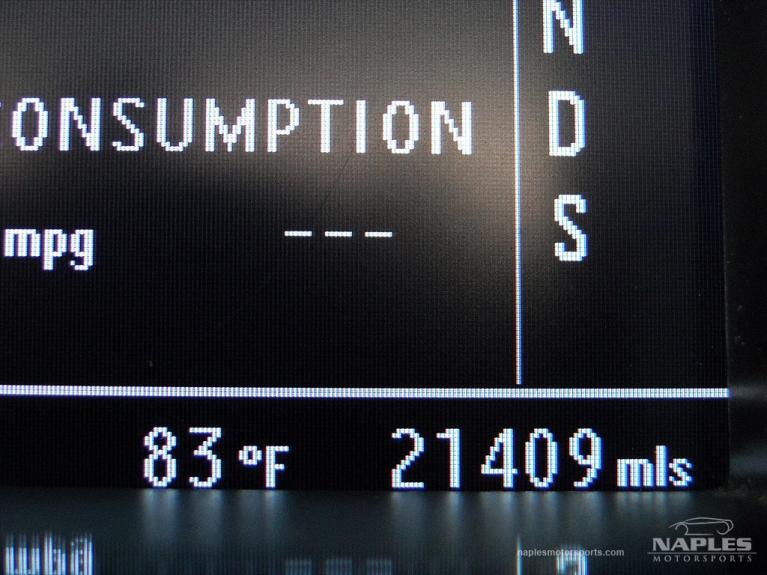 N
ONSUMPTION
D
S
mpg ---
83 °F 21409 mls
naplesmotorsports.com
NAPLES
MOTORSPORTS